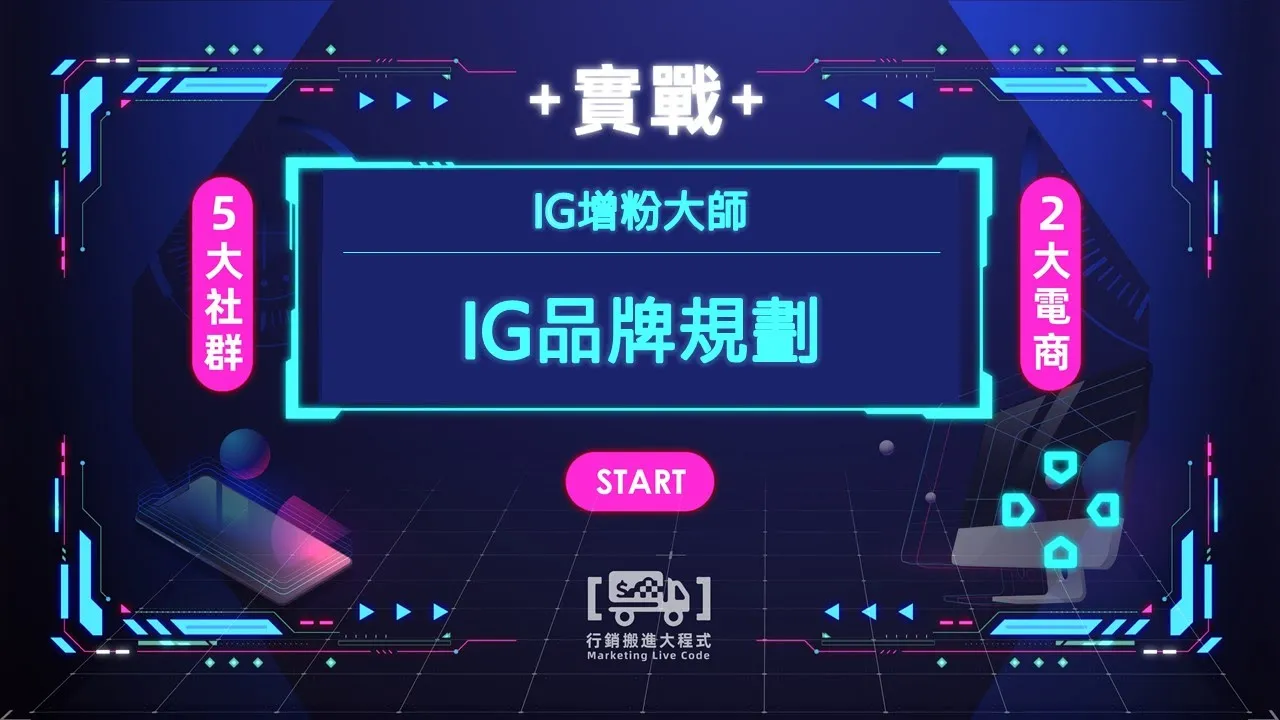 +實戰+
5大社群
IG增粉大師
IG品牌規劃
2大電商
START
[$]
行銷搬進大程式
Marketing Live Code